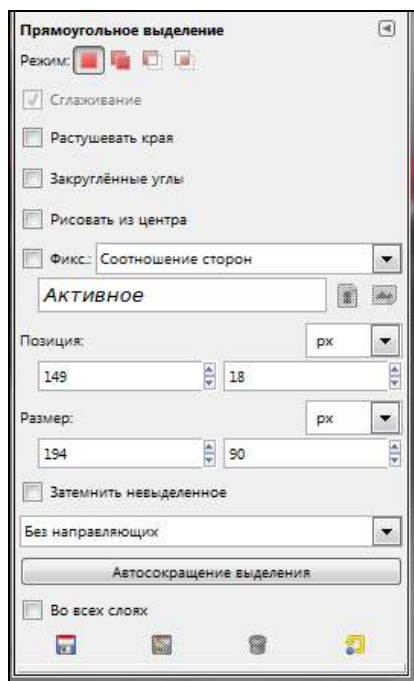 Прямоугольное выделение
Режим:
Сглаживание
Растушевать края
Закруглённые углы
Рисовать из центра
Фикс.: Соотношение сторон
Активное
Позиция: px
149 18
Размер: px
194 90
Затемнить невыделенное
Без направляющих
Автосокращение выделения
Во всех слоях